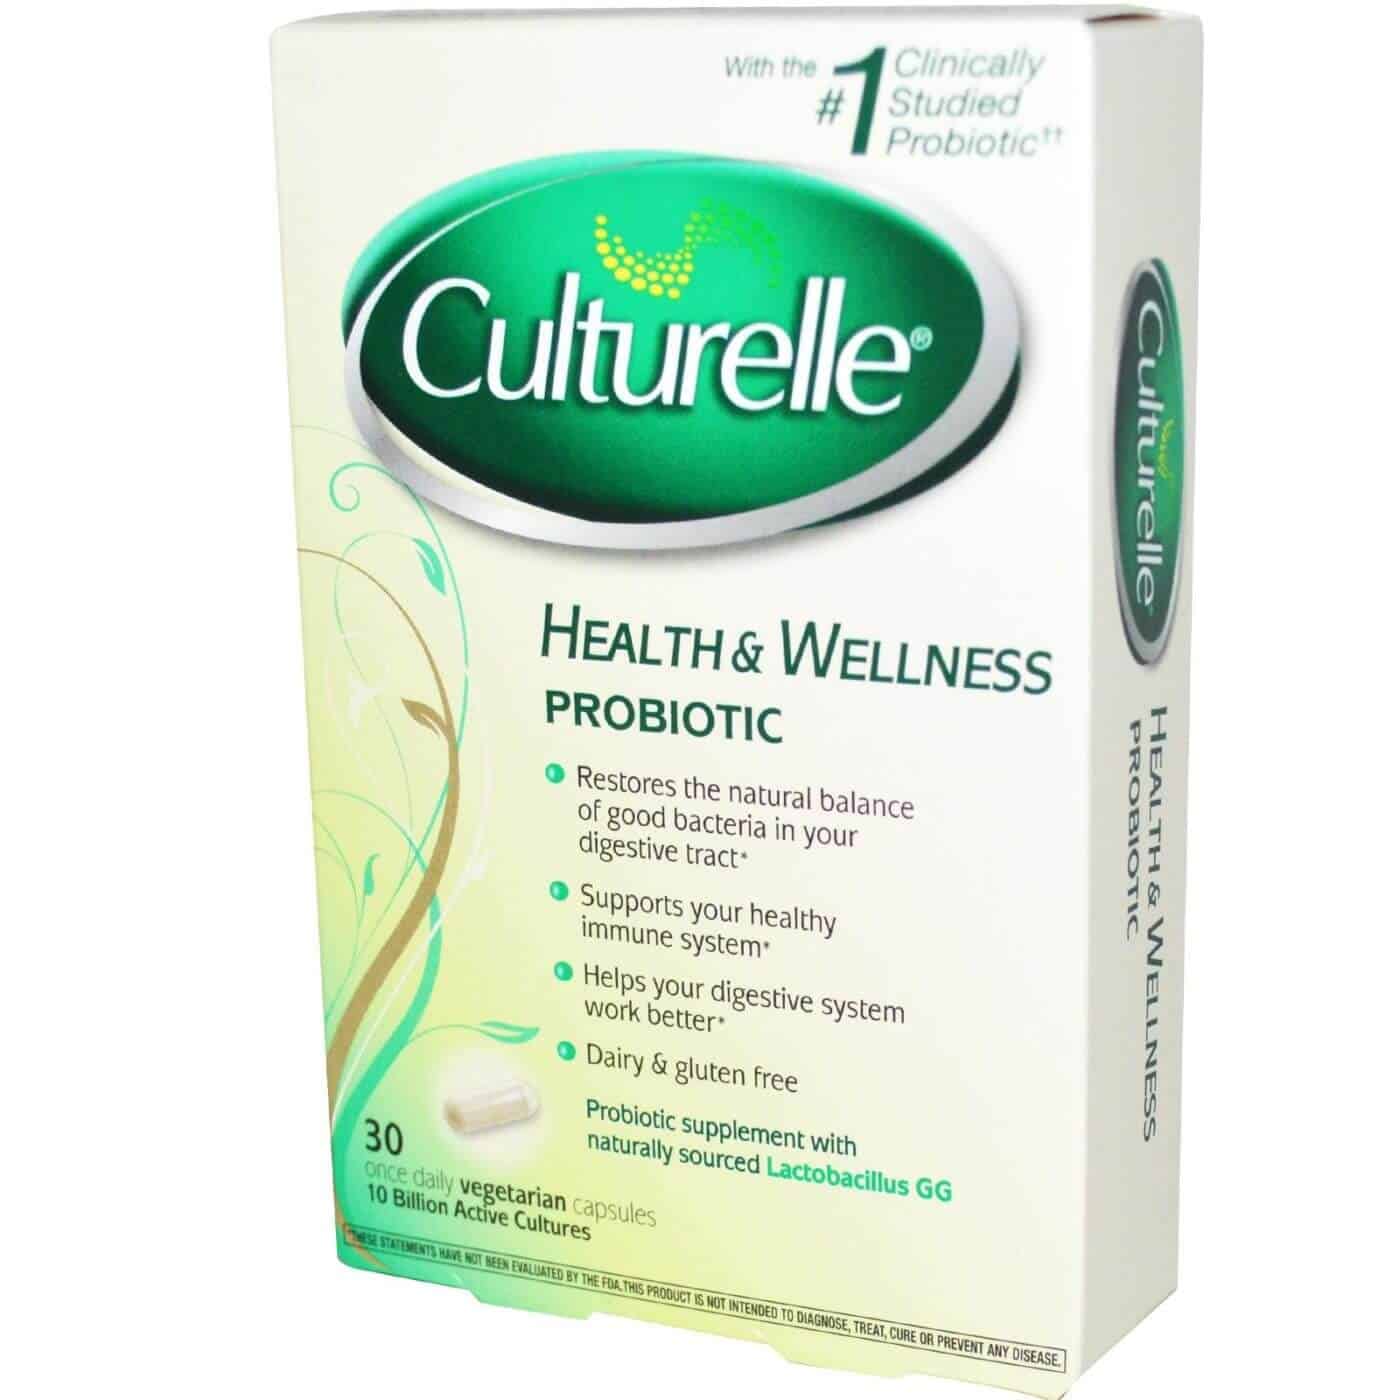 With the #1 Clinically
Studied
Probiotic††
Culturelle®
HEALTH & WELLNESS
PROBIOTIC
Restores the natural balance
of good bacteria in your
digestive tract*
Supports your healthy
immune system*
Helps your digestive system
work better*
Dairy & gluten free
Probiotic supplement with
naturally sourced Lactobacillus GG
30
once daily vegetarian capsules
10 Billion Active Cultures
*THESE STATEMENTS HAVE NOT BEEN EVALUATED BY THE FDA. THIS PRODUCT IS NOT INTENDED TO DIAGNOSE, TREAT, CURE OR PREVENT ANY DISEASE.
Culturelle
HEALTH & WELLNESS
PROBIOTIC